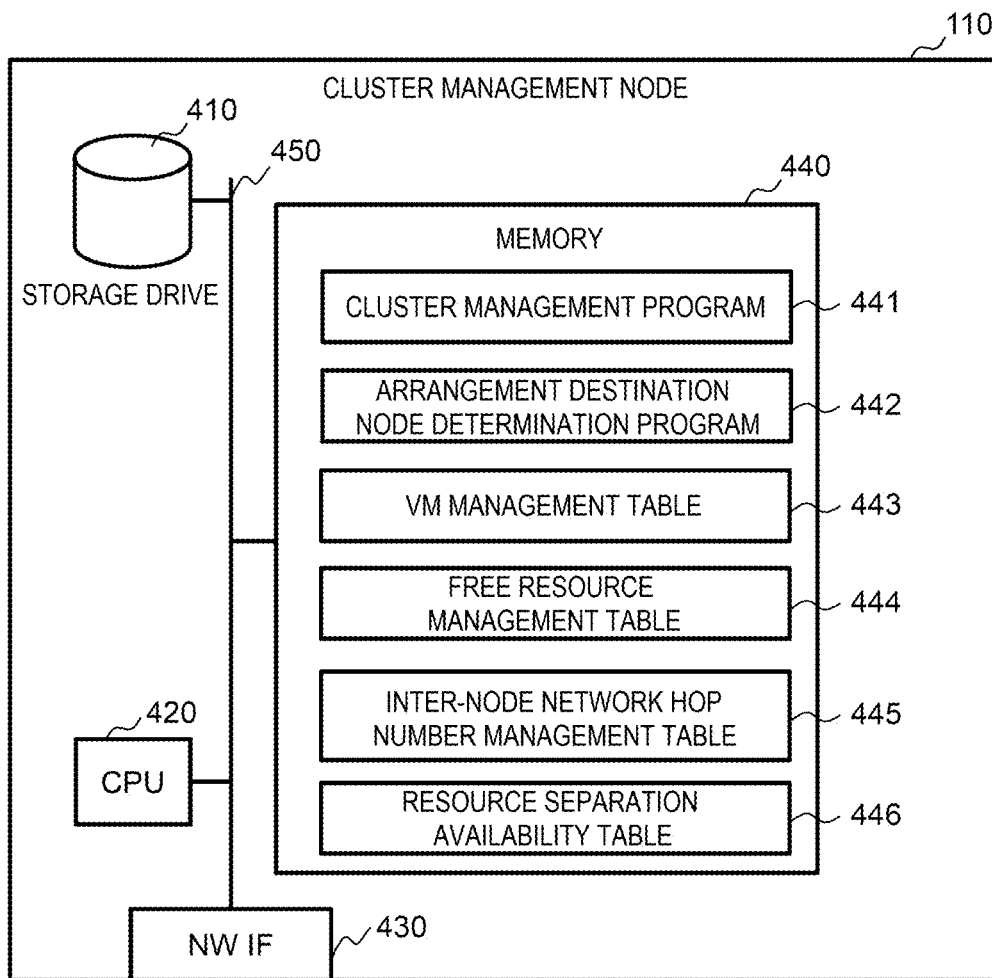 110
CLUSTER MANAGEMENT NODE
410
450
440
STORAGE DRIVE
MEMORY
CLUSTER MANAGEMENT PROGRAM
441
ARRANGEMENT DESTINATION
NODE DETERMINATION PROGRAM
442
VM MANAGEMENT TABLE
443
FREE RESOURCE
MANAGEMENT TABLE
444
INTER-NODE NETWORK HOP
NUMBER MANAGEMENT TABLE
445
RESOURCE SEPARATION
AVAILABILITY TABLE
446
420
CPU
NW IF
430